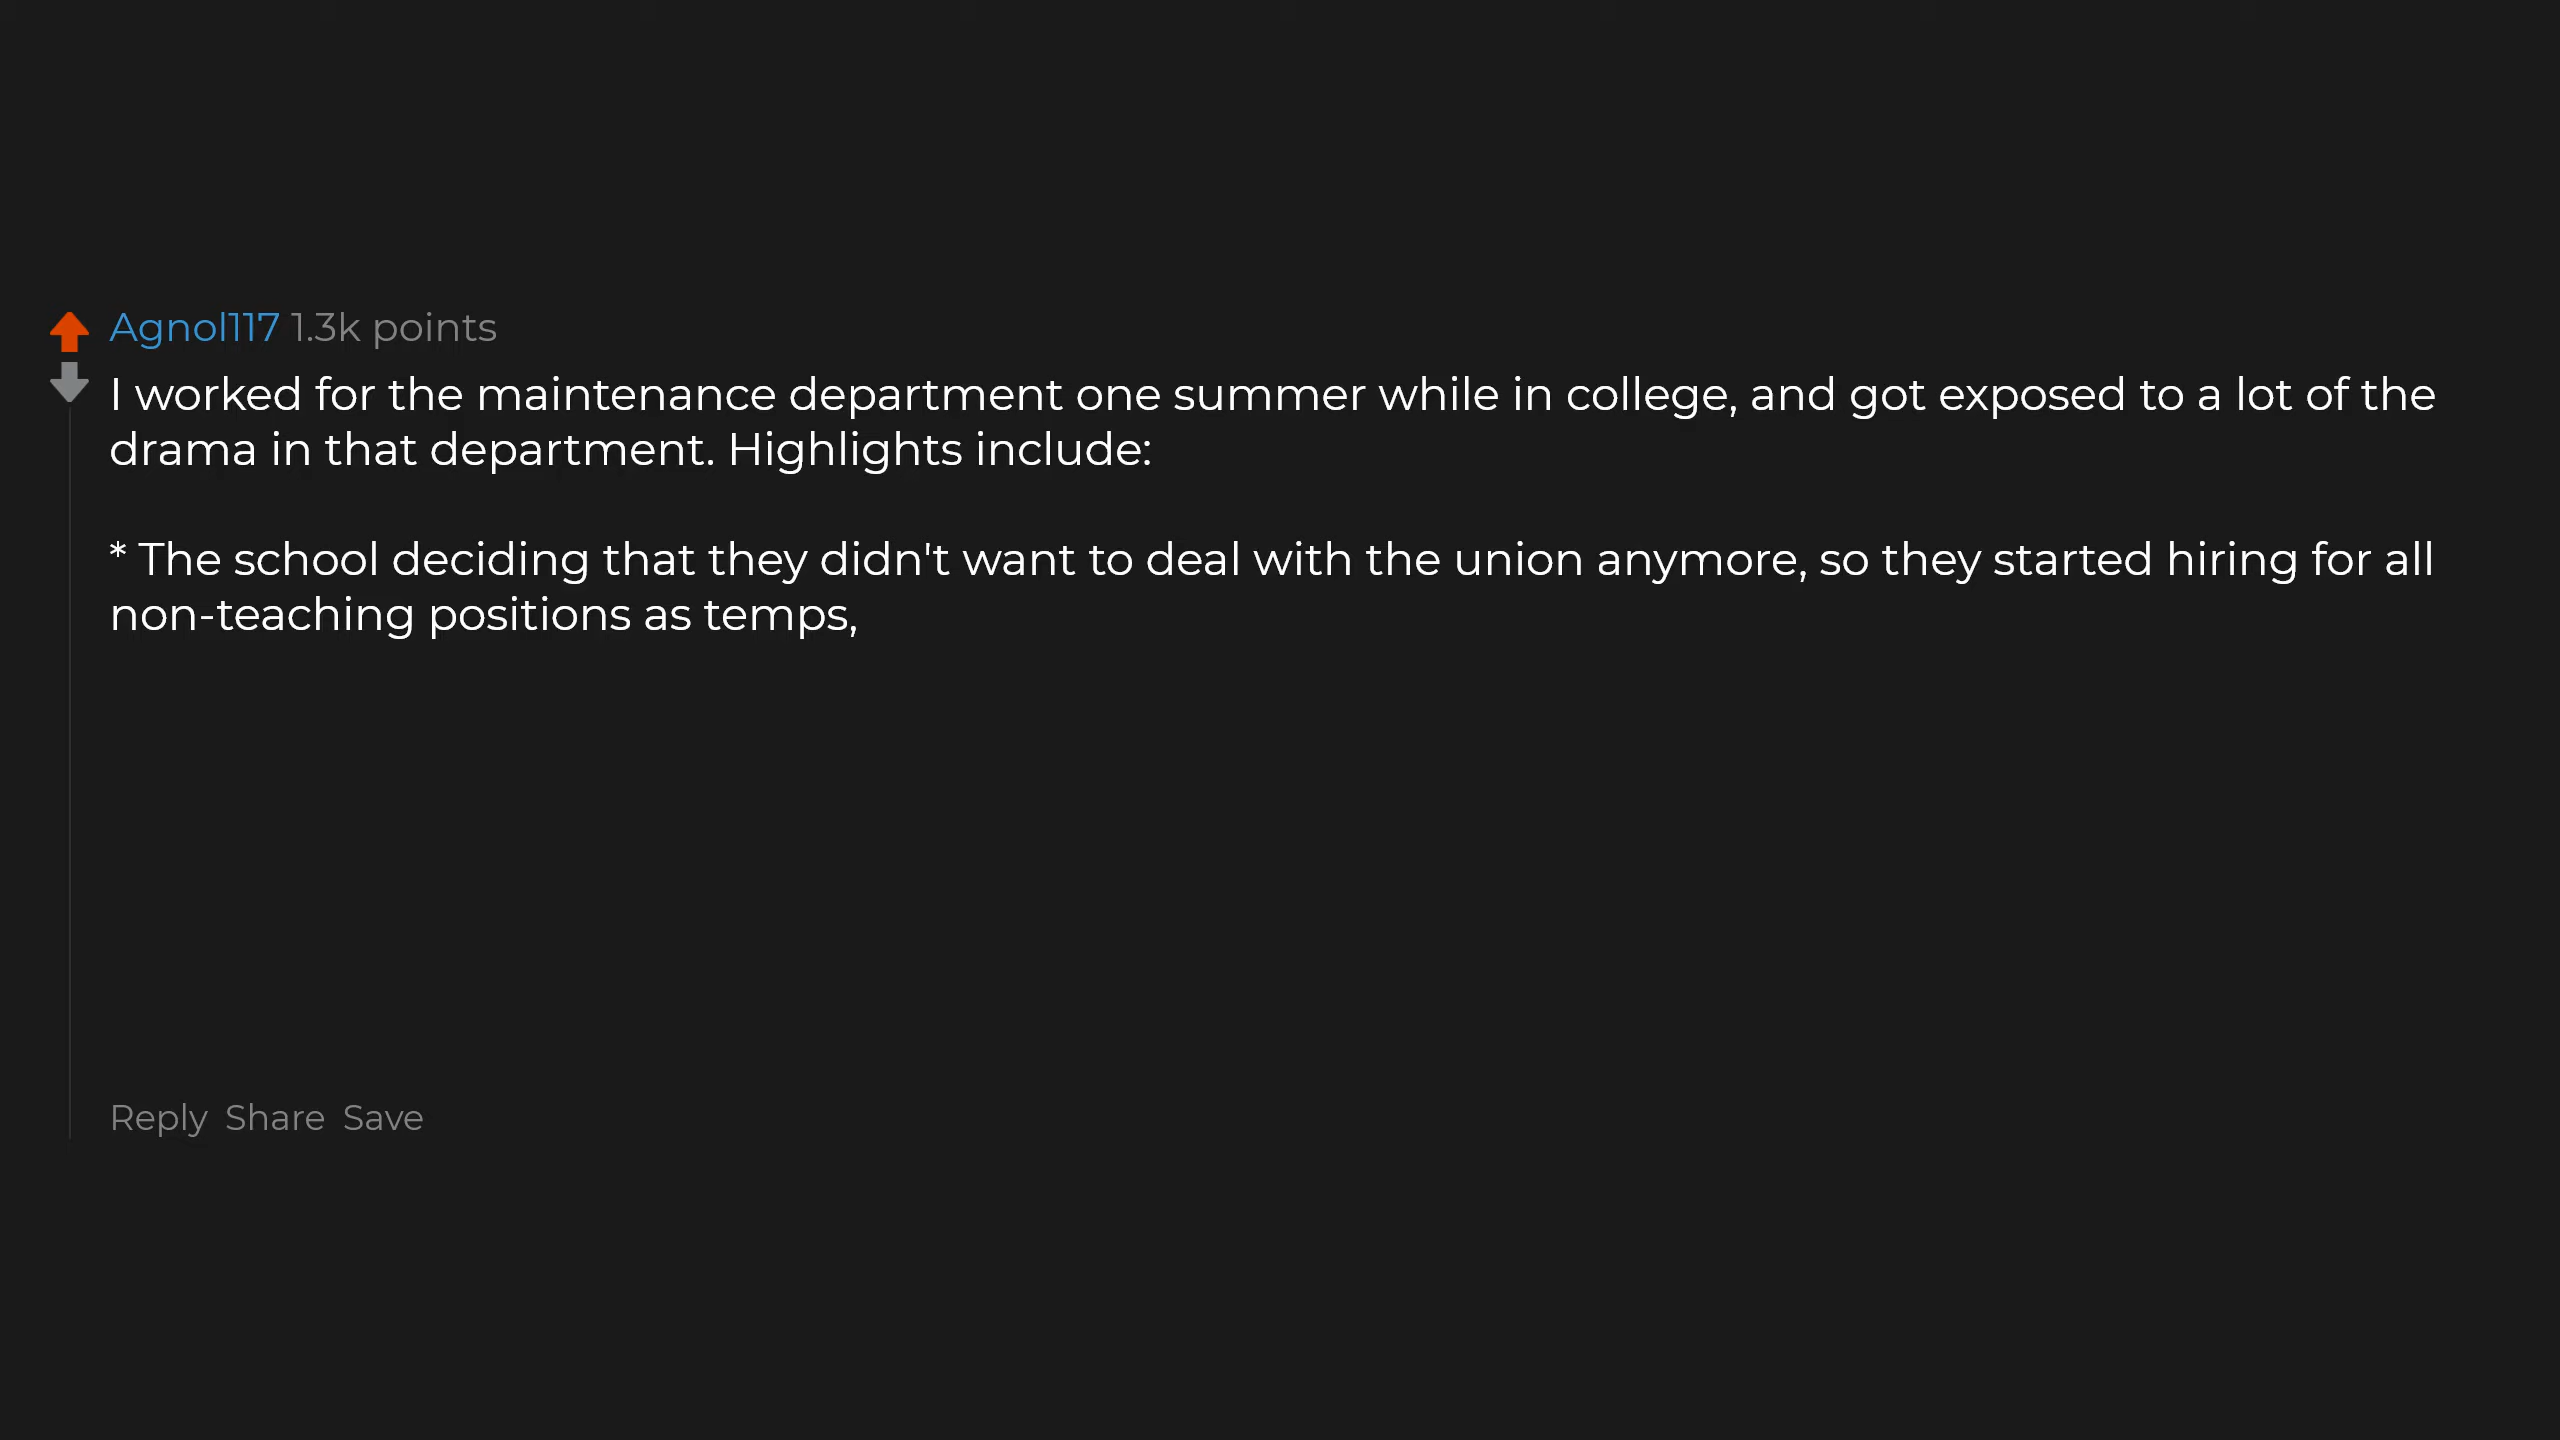 Agnol117 1.3k points
I worked for the maintenance department one summer while in college, and got exposed to a lot of the
drama in that department. Highlights include:
* The school deciding that they didn't want to deal with the union anymore, so they started hiring for all
non-teaching positions as temps,
Reply Share Save